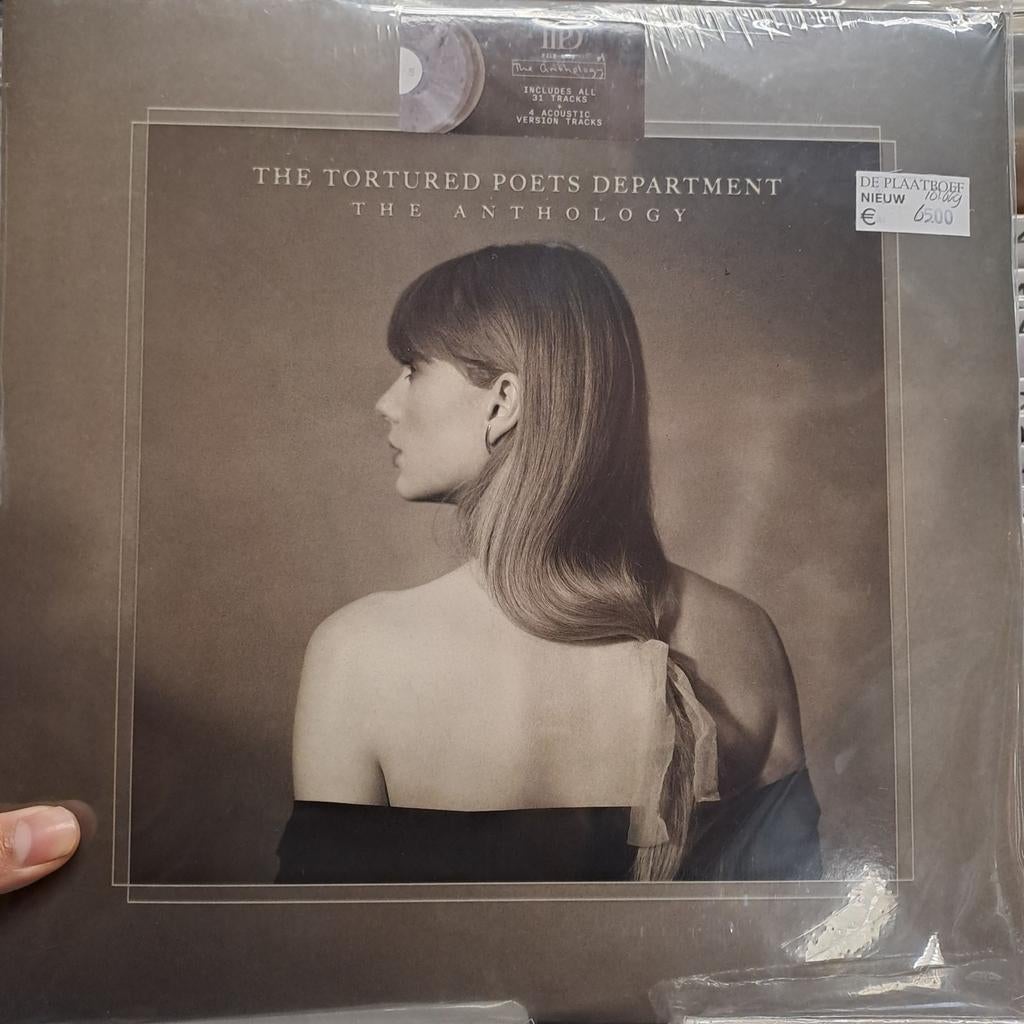 The Anthology
INCLUDES ALL
31 TRACKS
+
4 ACOUSTIC
VERSION TRACKS
THE TORTURED POETS DEPARTMENT
THE ANTHOLOGY
DE PLAATBOEF
NIEUW
€ 65.00